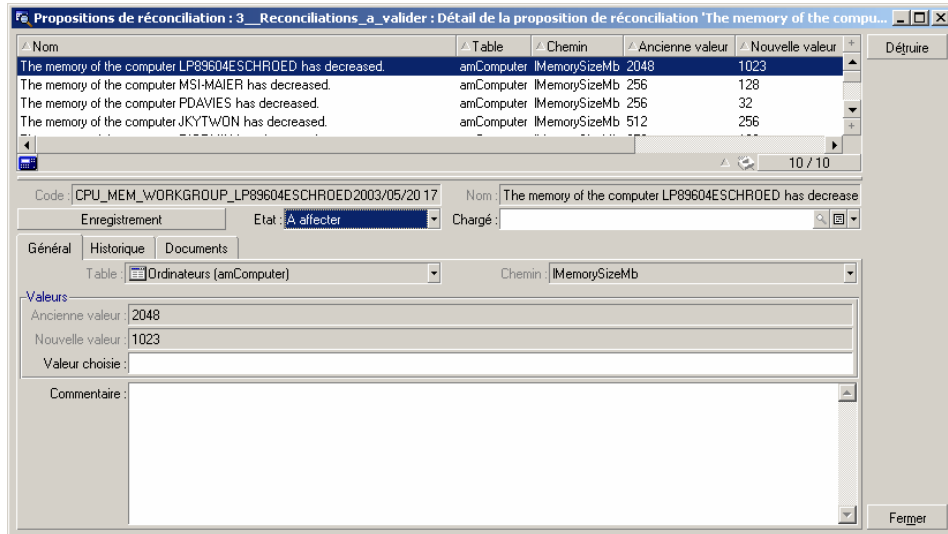 Propositions de réconciliation : 3__Reconciliations_a_valider : Détail de la proposition de réconciliation 'The memory of the compu...
Nom Table Chemin Ancienne valeur Nouvelle valeur
Détruire
The memory of the computer LP89604ESCHROED has decreased. amComputer lMemorySizeMb 2048 1023
The memory of the computer MSI-MAIER has decreased. amComputer lMemorySizeMb 256 128
The memory of the computer PDAVIES has decreased. amComputer lMemorySizeMb 256 32
The memory of the computer JKYTWON has decreased. amComputer lMemorySizeMb 512 256
10 / 10
Code : CPU_MEM_WORKGROUP_LP89604ESCHROED2003/05/20 17 Nom : The memory of the computer LP89604ESCHROED has decrease
Enregistrement Etat : A affecter Chargé :
Général Historique Documents
Table : Ordinateurs (amComputer) Chemin : lMemorySizeMb
Valeurs
Ancienne valeur : 2048
Nouvelle valeur : 1023
Valeur choisie :
Commentaire :
Fermer